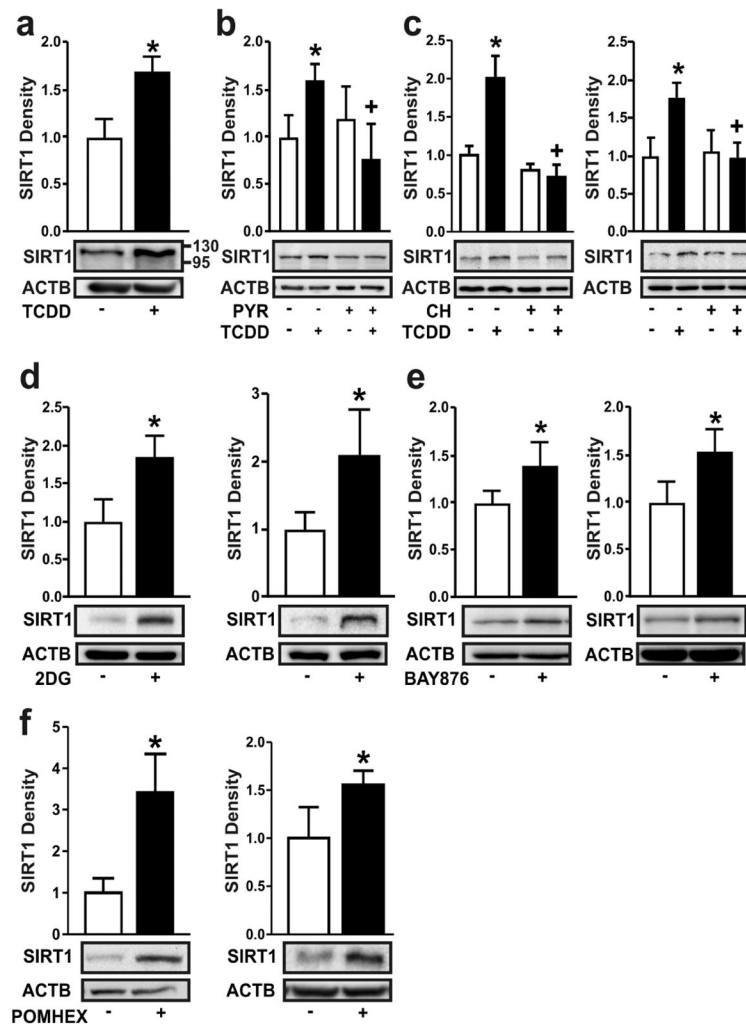 a
SIRT1 Density
2.0
1.5
1.0
0.5
0.0
*
SIRT1
130
95
ACTB
TCDD - +
b
SIRT1 Density
2.0
1.5
1.0
0.5
0.0
*
+
SIRT1
ACTB
PYR - - + +
TCDD - + - +
c
SIRT1 Density
2.5
2.0
1.5
1.0
0.5
0.0
*
+
SIRT1
ACTB
CH - - + +
TCDD - + - +
SIRT1 Density
2.5
2.0
1.5
1.0
0.5
0.0
*
+
SIRT1
ACTB
- - + +
- + - +
d
SIRT1 Density
2.5
2.0
1.5
1.0
0.5
0.0
*
SIRT1
ACTB
2DG - +
SIRT1 Density
3
2
1
0
*
SIRT1
ACTB
- +
e
SIRT1 Density
2.0
1.5
1.0
0.5
0.0
*
SIRT1
ACTB
BAY876 - +
SIRT1 Density
2.0
1.5
1.0
0.5
0.0
*
SIRT1
ACTB
- +
f
SIRT1 Density
5
4
3
2
1
0
*
SIRT1
ACTB
POMHEX - +
SIRT1 Density
2.0
1.5
1.0
0.5
0.0
*
SIRT1
ACTB
- +